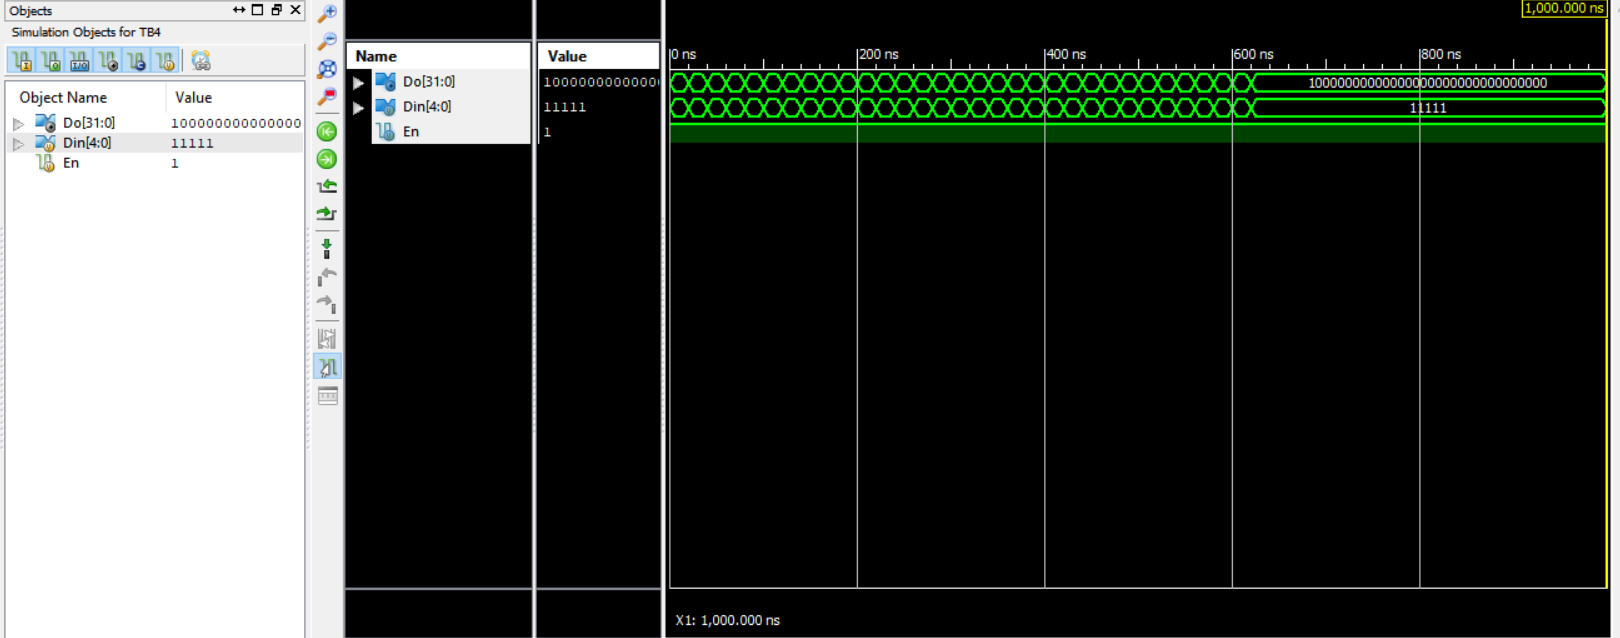 Objects
Simulation Objects for TB4
Object Name Value
Do[31:0] 100000000000000
Din[4:0] 11111
En 1
Name Value
Do[31:0] 1000000000000
Din[4:0] 11111
En 1
1,000.000 ns
0 ns 200 ns 400 ns 600 ns 800 ns
10000000000000000000000000000000
11111
X1: 1,000.000 ns